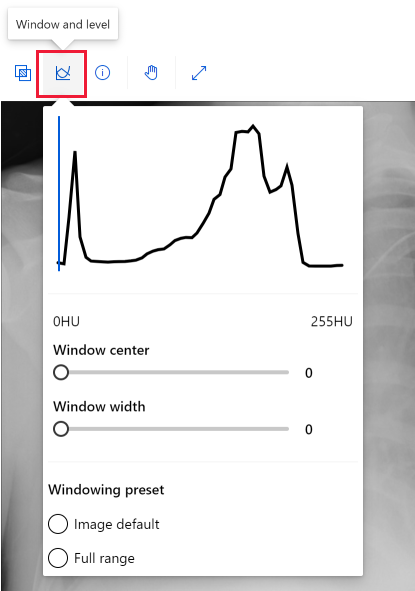 Window and level
0HU 255HU
Window center
0
Window width
0
Windowing preset
Image default
Full range